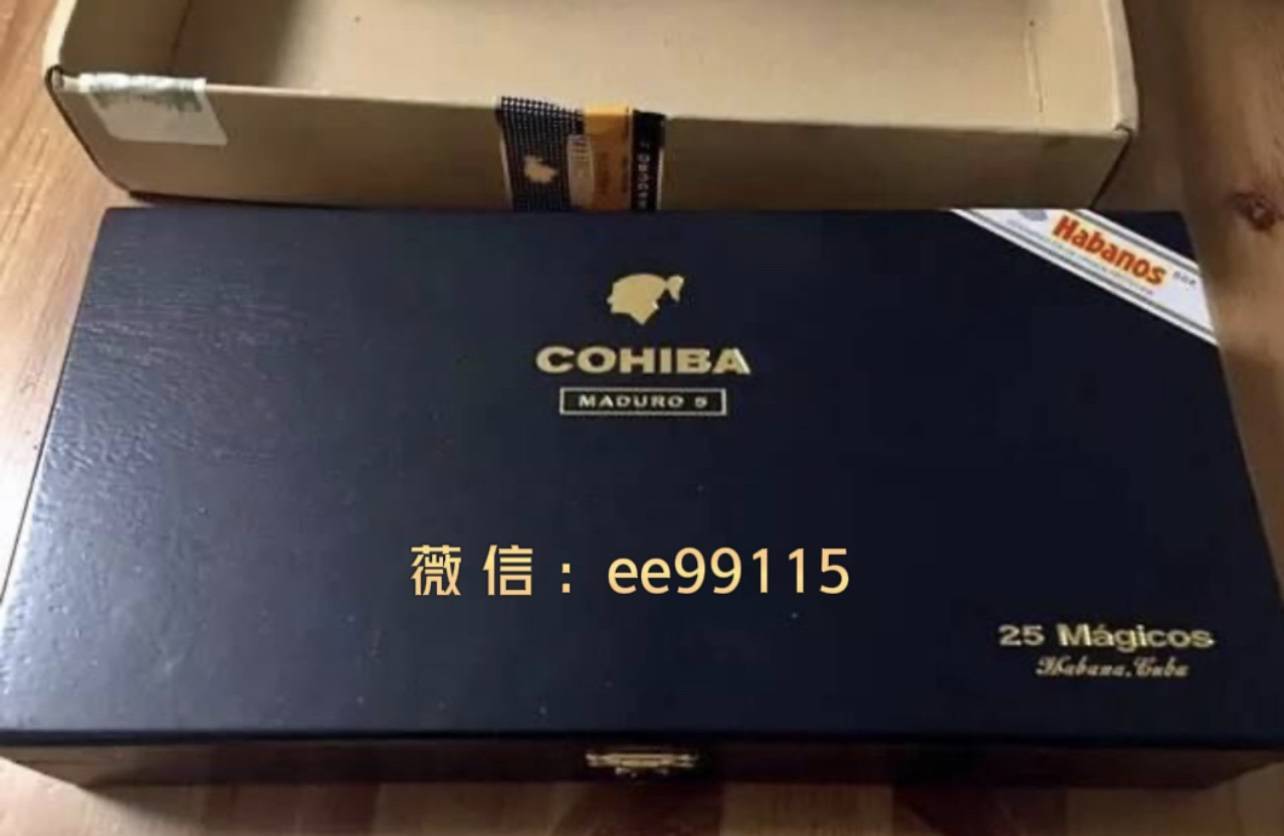 Habanos
COHIBA
MADURO 5
薇信：ee99115
25 Mágicos
Habana, Cuba